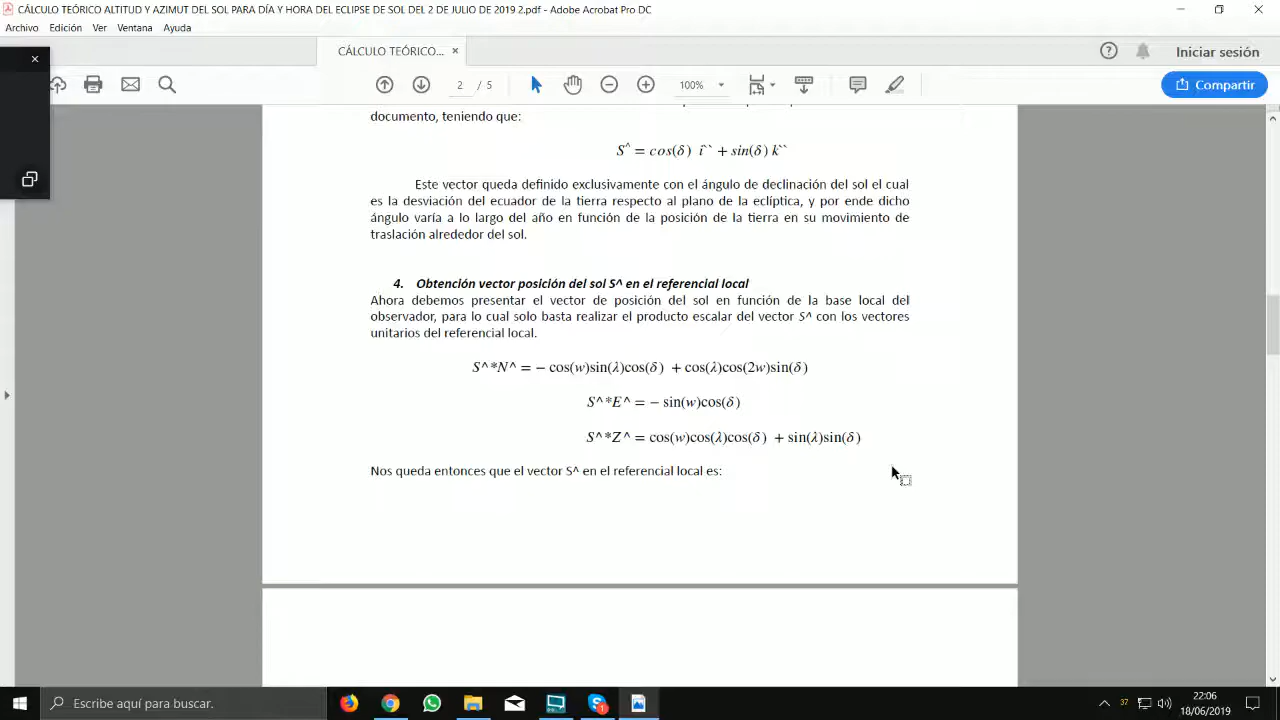 CÁLCULO TEÓRICO ALTITUD Y AZIMUT DEL SOL PARA DÍA Y HORA DEL ECLIPSE DE SOL DEL 2 DE JULIO DE 2019 2.pdf - Adobe Acrobat Pro DC
Archivo Edición Ver Ventana Ayuda
CÁLCULO TEÓRICO... ×
Iniciar sesión
2 / 5
100%
Compartir
documento, teniendo que:
S^ = cos(δ) î`` + sin(δ) k``
Este vector queda definido exclusivamente con el ángulo de declinación del sol el cual
es la desviación del ecuador de la tierra respecto al plano de la eclíptica, y por ende dicho
ángulo varía a lo largo del año en función de la posición de la tierra en su movimiento de
traslación alrededor del sol.
4. Obtención vector posición del sol S^ en el referencial local
Ahora debemos presentar el vector de posición del sol en función de la base local del
observador, para lo cual solo basta realizar el producto escalar del vector S^ con los vectores
unitarios del referencial local.
S^*N^ = − cos(w)sin(λ)cos(δ) + cos(λ)cos(2w)sin(δ)
S^*E^ = − sin(w)cos(δ)
S^*Z^ = cos(w)cos(λ)cos(δ) + sin(λ)sin(δ)
Nos queda entonces que el vector S^ en el referencial local es:
Escribe aquí para buscar.
37
22:06
18/06/2019